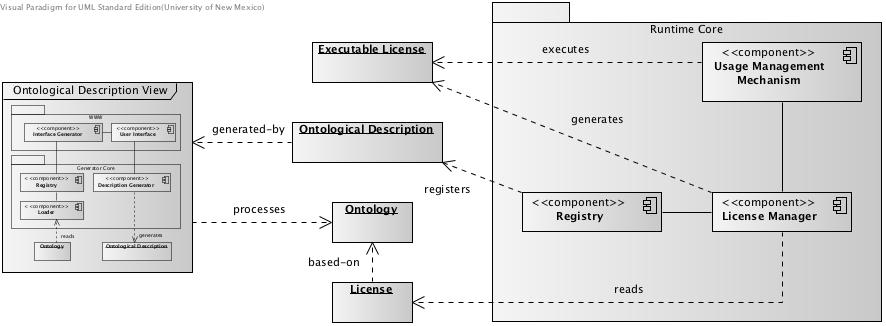 Visual Paradigm for UML Standard Edition(University of New Mexico)
Runtime Core
Executable License
executes
<<component>>
Usage Management
Mechanism
Ontological Description View
WWW
<<component>>
Interface Generator
<<component>>
User Interface
Generator Core
<<component>>
Registry
<<component>>
Description Generator
<<component>>
Loader
reads
generates
Ontology
Ontological Description
generated-by
Ontological Description
generates
registers
<<component>>
Registry
<<component>>
License Manager
processes
Ontology
based-on
License
reads